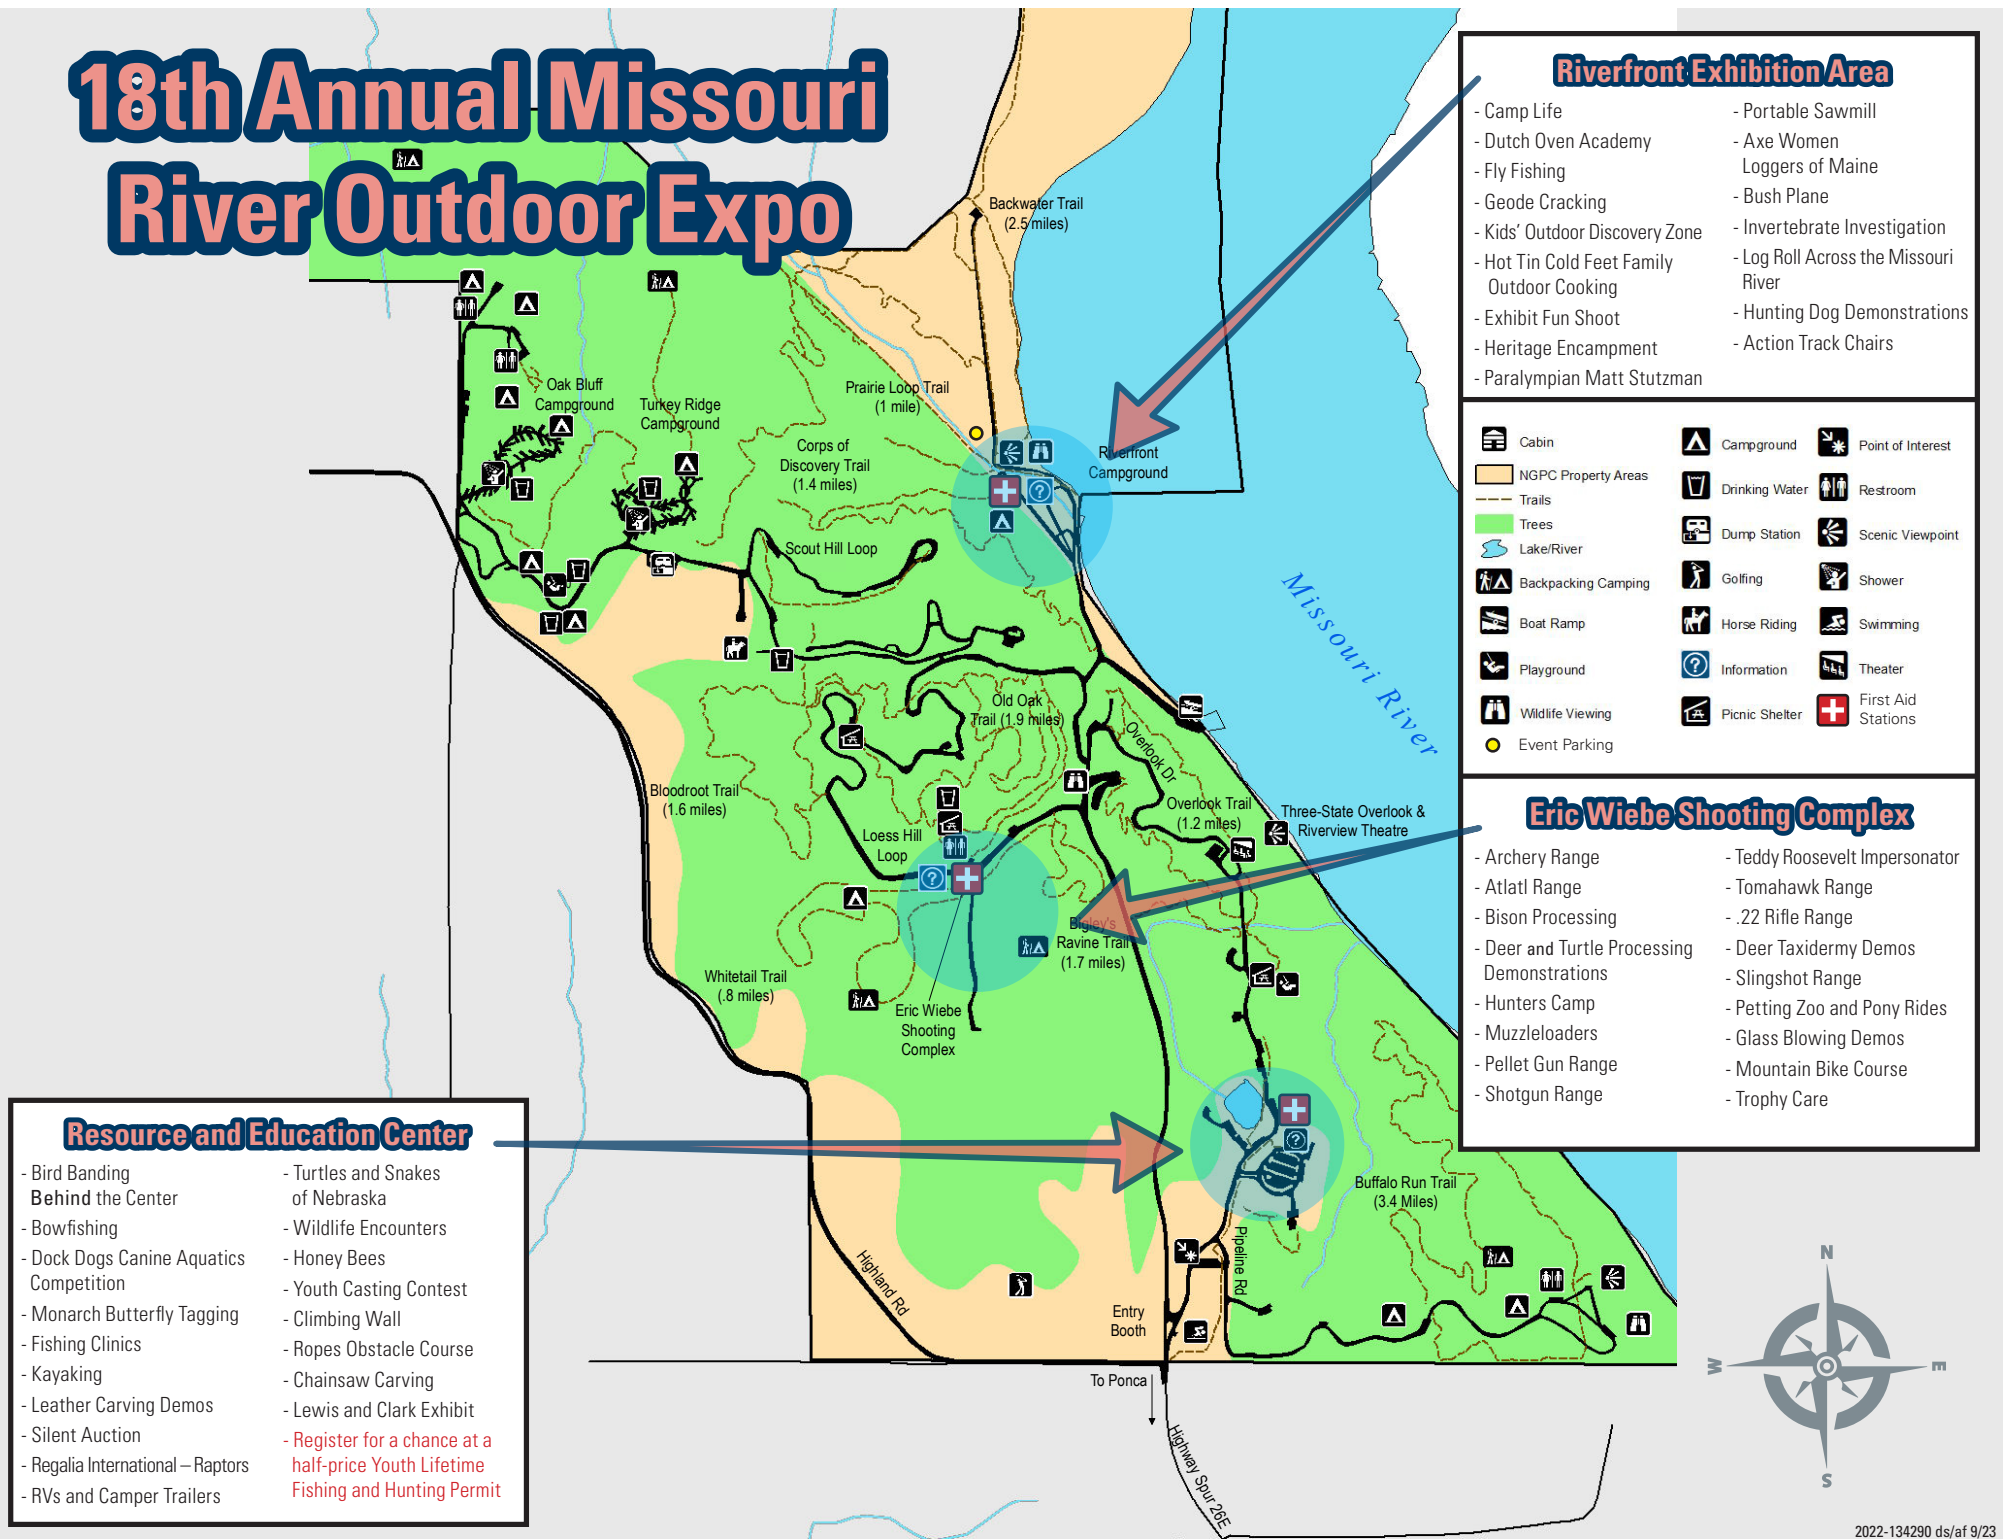 18th Annual Missouri
River Outdoor Expo
Riverfront Exhibition Area
- Camp Life
- Dutch Oven Academy
- Fly Fishing
- Geode Cracking
- Kids' Outdoor Discovery Zone
- Hot Tin Cold Feet Family
Outdoor Cooking
- Exhibit Fun Shoot
- Heritage Encampment
- Paralympian Matt Stutzman
- Portable Sawmill
- Axe Women
Loggers of Maine
- Bush Plane
- Invertebrate Investigation
- Log Roll Across the Missouri
River
- Hunting Dog Demonstrations
- Action Track Chairs
Cabin
NGPC Property Areas
Trails
Trees
Lake/River
Backpacking Camping
Boat Ramp
Playground
Wildlife Viewing
Event Parking
Campground
Drinking Water
Dump Station
Golfing
Horse Riding
Information
Picnic Shelter
Point of Interest
Restroom
Scenic Viewpoint
Shower
Swimming
Theater
First Aid
Stations
Eric Wiebe Shooting Complex
- Archery Range
- Atlatl Range
- Bison Processing
- Deer and Turtle Processing
Demonstrations
- Hunters Camp
- Muzzleloaders
- Pellet Gun Range
- Shotgun Range
- Teddy Roosevelt Impersonator
- Tomahawk Range
- .22 Rifle Range
- Deer Taxidermy Demos
- Slingshot Range
- Petting Zoo and Pony Rides
- Glass Blowing Demos
- Mountain Bike Course
- Trophy Care
Backwater Trail
(2.5 miles)
Prairie Loop Trail
(1 mile)
Oak Bluff
Campground
Turkey Ridge
Campground
Corps of
Discovery Trail
(1.4 miles)
Riverfront
Campground
Scout Hill Loop
Missouri River
Old Oak
Trail (1.9 miles)
Overlook Dr
Bloodroot Trail
(1.6 miles)
Overlook Trail
(1.2 miles)
Three-State Overlook &
Riverview Theatre
Loess Hill
Loop
Bigley's
Ravine Trail
(1.7 miles)
Whitetail Trail
(.8 miles)
Eric Wiebe
Shooting
Complex
Buffalo Run Trail
(3.4 Miles)
Pipeline Rd
Highland Rd
Entry
Booth
To Ponca
Highway Spur 26E
Resource and Education Center
- Bird Banding
Behind the Center
- Bowfishing
- Dock Dogs Canine Aquatics
Competition
- Monarch Butterfly Tagging
- Fishing Clinics
- Kayaking
- Leather Carving Demos
- Silent Auction
- Regalia International – Raptors
- RVs and Camper Trailers
- Turtles and Snakes
of Nebraska
- Wildlife Encounters
- Honey Bees
- Youth Casting Contest
- Climbing Wall
- Ropes Obstacle Course
- Chainsaw Carving
- Lewis and Clark Exhibit
- Register for a chance at a
half-price Youth Lifetime
Fishing and Hunting Permit
N
W
E
S
2022-134290 ds/af 9/23